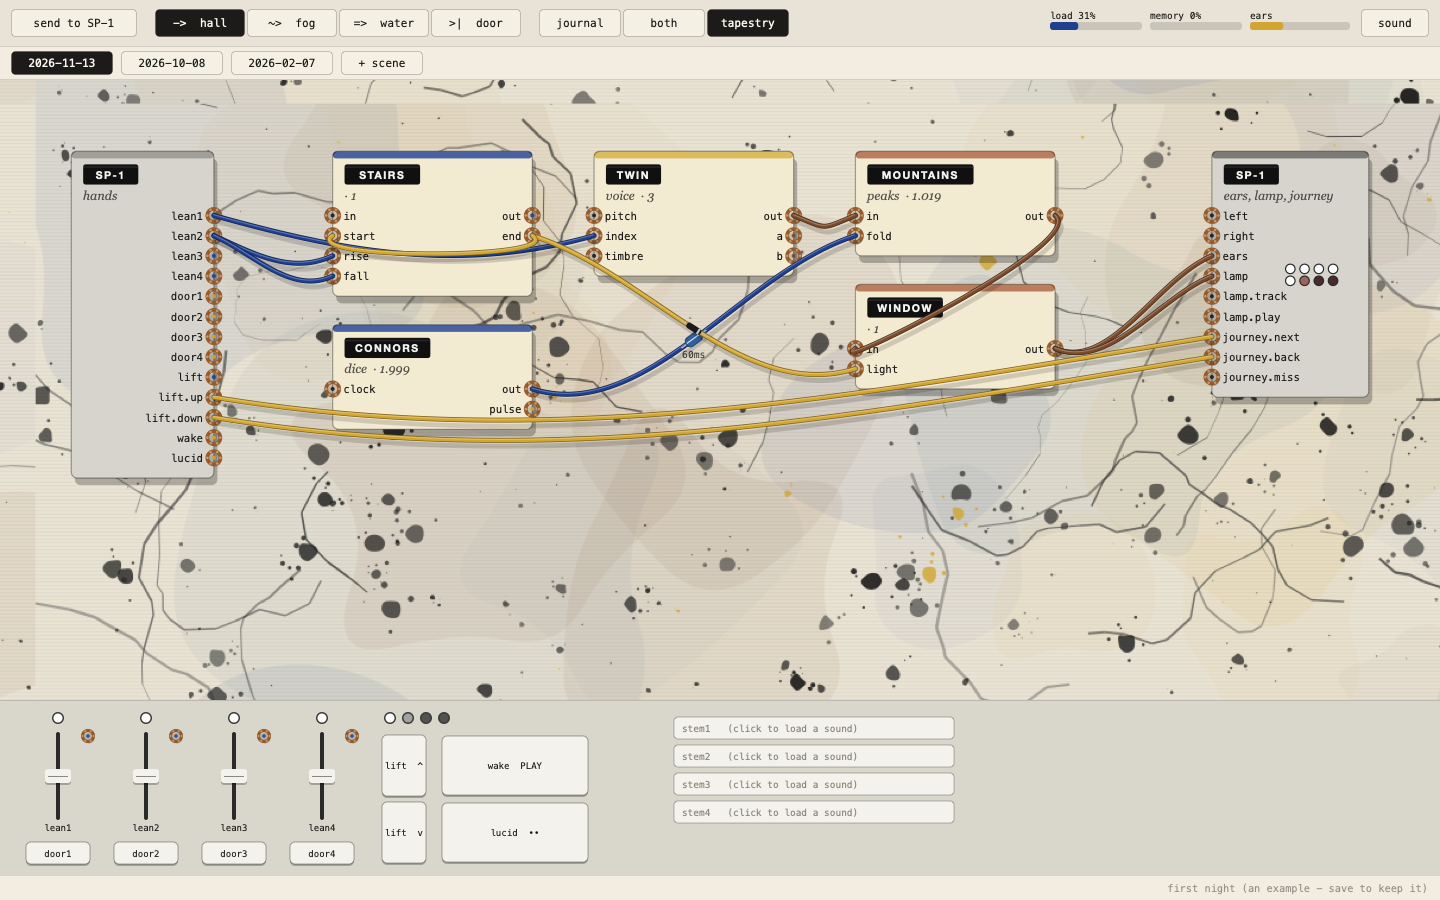 send to SP-1
-> hall
~> fog
=> water
>| door
journal
both
tapestry
load 31%
memory 0%
ears
sound
2026-11-13
2026-10-08
2026-02-07
+ scene
SP-1
hands
lean1
lean2
lean3
lean4
door1
door2
door3
door4
lift
lift.up
lift.down
wake
lucid
STAIRS
· 1
in
start
rise
fall
out
end
CONNORS
dice · 1.999
clock
out
pulse
TWIN
voice · 3
pitch
index
timbre
out
a
b
60ms
MOUNTAINS
peaks · 1.019
in
fold
out
WINDOW
· 1
in
light
out
SP-1
ears, lamp, journey
left
right
ears
lamp
lamp.track
lamp.play
journey.next
journey.back
journey.miss
lean1
lean2
lean3
lean4
door1
door2
door3
door4
lift ^
lift v
wake PLAY
lucid ••
stem1 (click to load a sound)
stem2 (click to load a sound)
stem3 (click to load a sound)
stem4 (click to load a sound)
first night (an example — save to keep it)